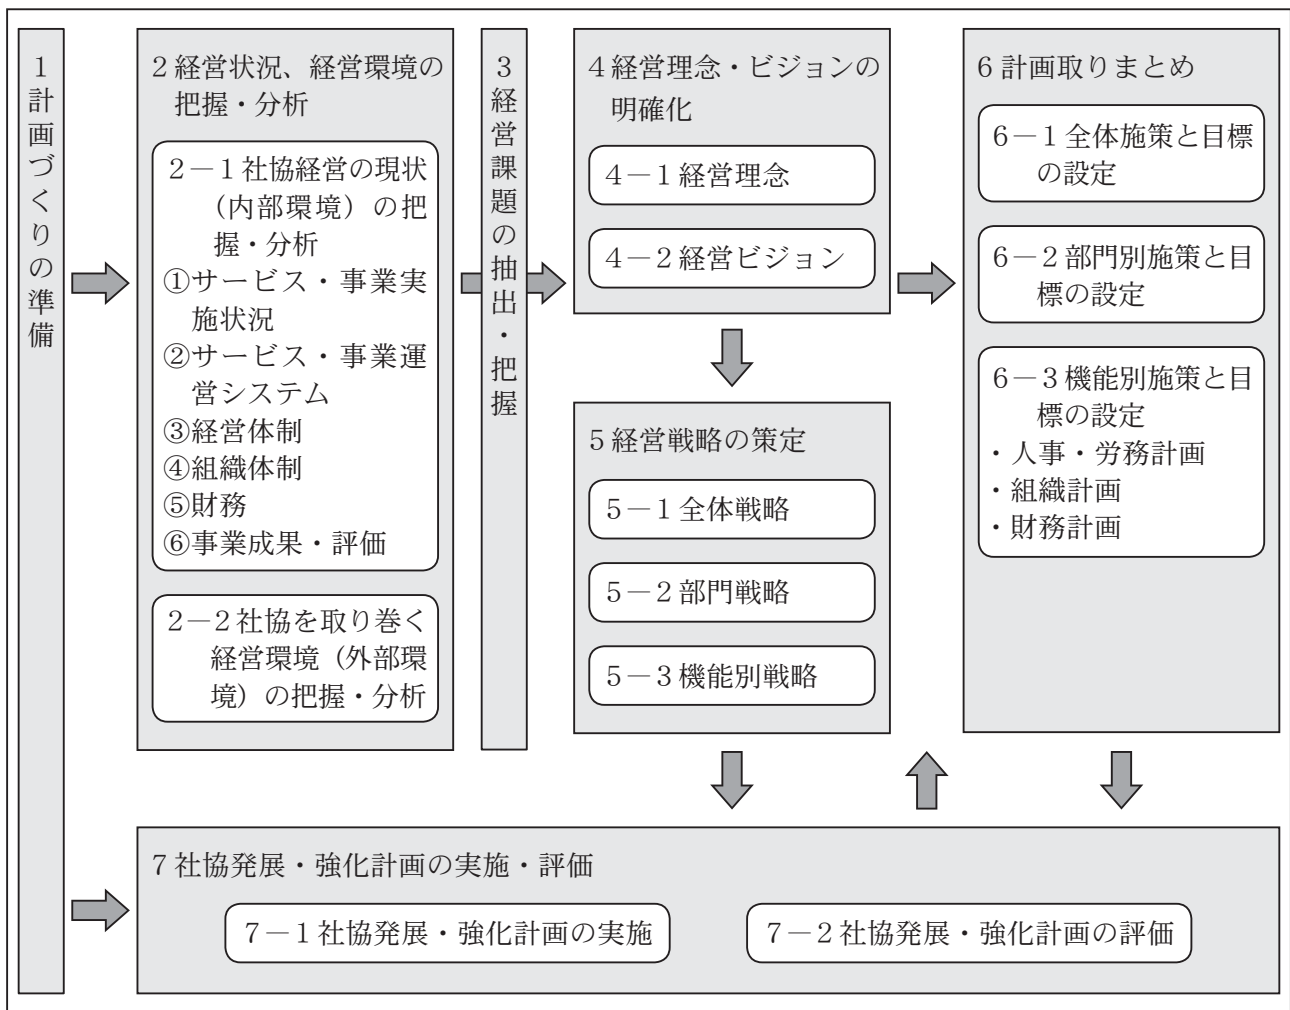 1計画づくりの準備
2経営状況、経営環境の
把握・分析
2－1社協経営の現状
（内部環境）の把
握・分析
①サービス・事業実
施状況
②サービス・事業運
営システム
③経営体制
④組織体制
⑤財務
⑥事業成果・評価
2－2社協を取り巻く
経営環境（外部環
境）の把握・分析
3経営課題の抽出・把握
4経営理念・ビジョンの
明確化
4－1経営理念
4－2経営ビジョン
5経営戦略の策定
5－1全体戦略
5－2部門戦略
5－3機能別戦略
6計画取りまとめ
6－1全体施策と目標
の設定
6－2部門別施策と目
標の設定
6－3機能別施策と目
標の設定
・人事・労務計画
・組織計画
・財務計画
7社協発展・強化計画の実施・評価
7－1社協発展・強化計画の実施
7－2社協発展・強化計画の評価